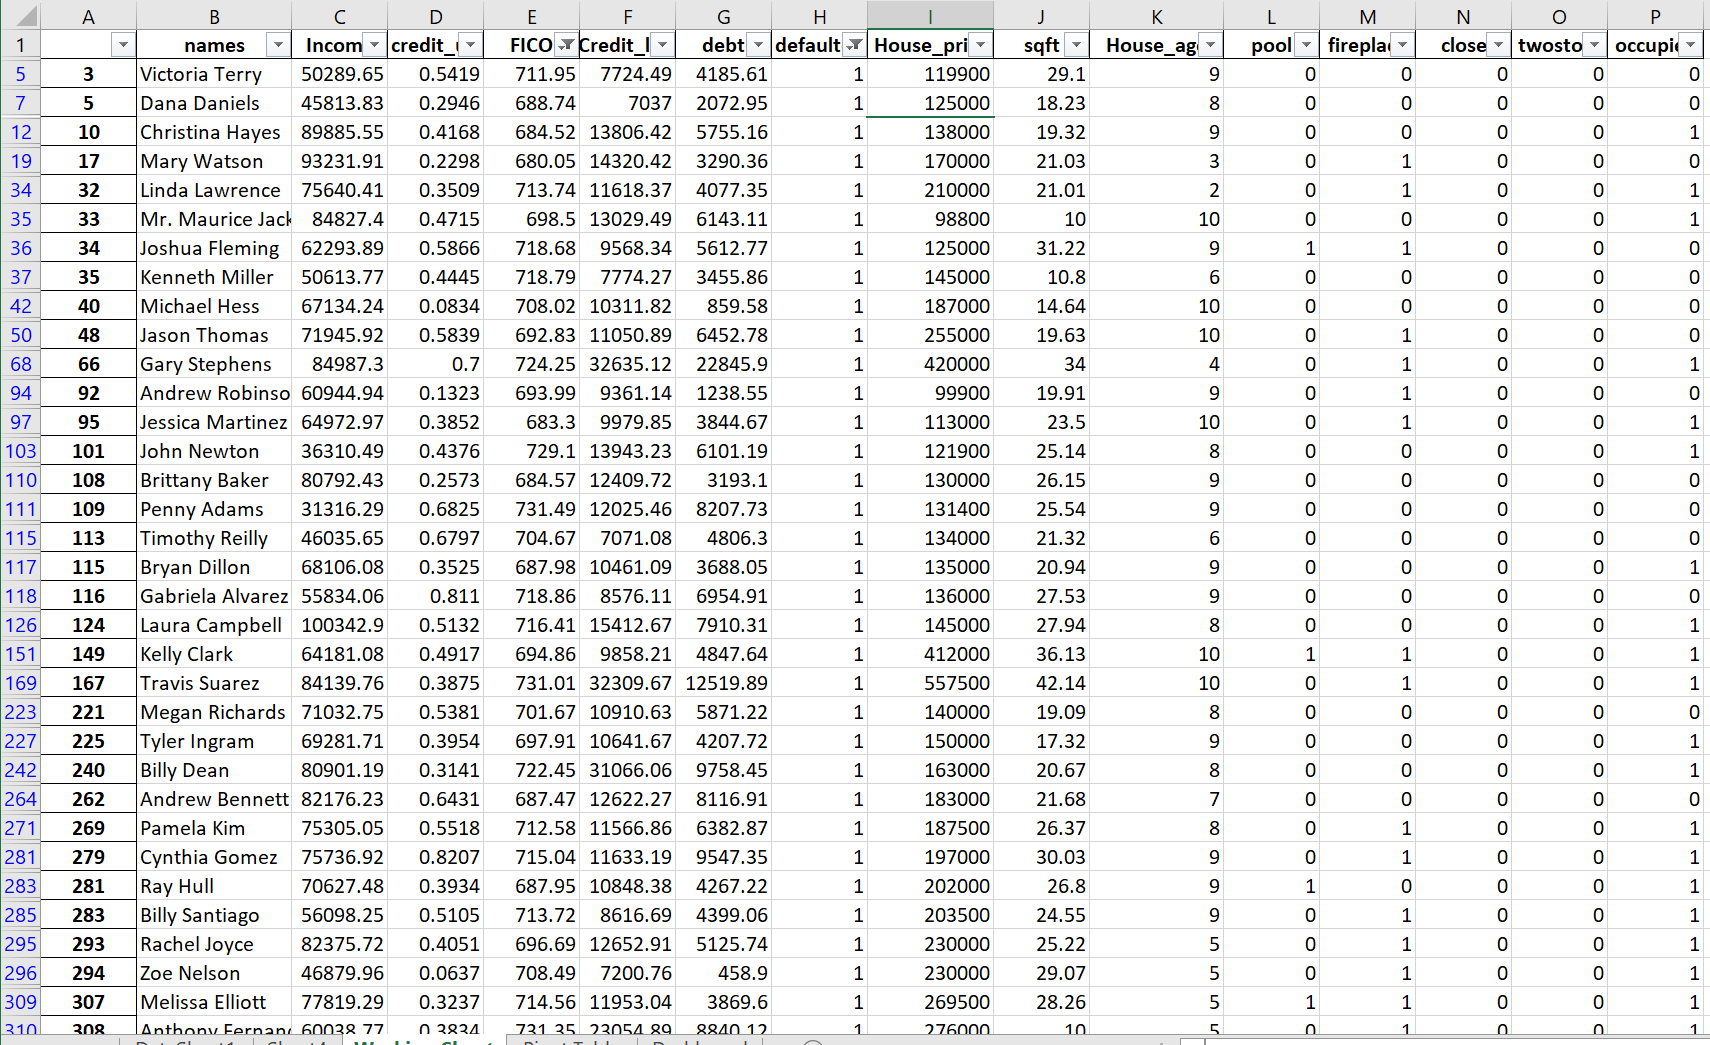 A B C D E F G H I J K L M N O P
1 names Incom credit_ FICO Credit_l debt default House_pri sqft House_ag pool firepla close twosto occupi
5 3 Victoria Terry 50289.65 0.5419 711.95 7724.49 4185.61 1 119900 29.1 9 0 0 0 0 0
7 5 Dana Daniels 45813.83 0.2946 688.74 7037 2072.95 1 125000 18.23 8 0 0 0 0 0
12 10 Christina Hayes 89885.55 0.4168 684.52 13806.42 5755.16 1 138000 19.32 9 0 0 0 0 1
19 17 Mary Watson 93231.91 0.2298 680.05 14320.42 3290.36 1 170000 21.03 3 0 1 0 0 0
34 32 Linda Lawrence 75640.41 0.3509 713.74 11618.37 4077.35 1 210000 21.01 2 0 1 0 0 1
35 33 Mr. Maurice Jack 84827.4 0.4715 698.5 13029.49 6143.11 1 98800 10 10 0 0 0 0 1
36 34 Joshua Fleming 62293.89 0.5866 718.68 9568.34 5612.77 1 125000 31.22 9 1 1 0 0 0
37 35 Kenneth Miller 50613.77 0.4445 718.79 7774.27 3455.86 1 145000 10.8 6 0 0 0 0 0
42 40 Michael Hess 67134.24 0.0834 708.02 10311.82 859.58 1 187000 14.64 10 0 0 0 0 0
50 48 Jason Thomas 71945.92 0.5839 692.83 11050.89 6452.78 1 255000 19.63 10 0 1 0 0 0
68 66 Gary Stephens 84987.3 0.7 724.25 32635.12 22845.9 1 420000 34 4 0 1 0 0 1
94 92 Andrew Robinso 60944.94 0.1323 693.99 9361.14 1238.55 1 99900 19.91 9 0 1 0 0 0
97 95 Jessica Martinez 64972.97 0.3852 683.3 9979.85 3844.67 1 113000 23.5 10 0 1 0 0 1
103 101 John Newton 36310.49 0.4376 729.1 13943.23 6101.19 1 121900 25.14 8 0 0 0 0 1
110 108 Brittany Baker 80792.43 0.2573 684.57 12409.72 3193.1 1 130000 26.15 9 0 0 0 0 0
111 109 Penny Adams 31316.29 0.6825 731.49 12025.46 8207.73 1 131400 25.54 9 0 0 0 0 0
115 113 Timothy Reilly 46035.65 0.6797 704.67 7071.08 4806.3 1 134000 21.32 6 0 0 0 0 0
117 115 Bryan Dillon 68106.08 0.3525 687.98 10461.09 3688.05 1 135000 20.94 9 0 0 0 0 1
118 116 Gabriela Alvarez 55834.06 0.811 718.86 8576.11 6954.91 1 136000 27.53 9 0 0 0 0 0
126 124 Laura Campbell 100342.9 0.5132 716.41 15412.67 7910.31 1 145000 27.94 8 0 0 0 0 1
151 149 Kelly Clark 64181.08 0.4917 694.86 9858.21 4847.64 1 412000 36.13 10 1 1 0 0 1
169 167 Travis Suarez 84139.76 0.3875 731.01 32309.67 12519.89 1 557500 42.14 10 0 1 0 0 1
223 221 Megan Richards 71032.75 0.5381 701.67 10910.63 5871.22 1 140000 19.09 8 0 0 0 0 0
227 225 Tyler Ingram 69281.71 0.3954 697.91 10641.67 4207.72 1 150000 17.32 9 0 0 0 0 1
242 240 Billy Dean 80901.19 0.3141 722.45 31066.06 9758.45 1 163000 20.67 8 0 0 0 0 1
264 262 Andrew Bennett 82176.23 0.6431 687.47 12622.27 8116.91 1 183000 21.68 7 0 0 0 0 0
271 269 Pamela Kim 75305.05 0.5518 712.58 11566.86 6382.87 1 187500 26.37 8 0 1 0 0 1
281 279 Cynthia Gomez 75736.92 0.8207 715.04 11633.19 9547.35 1 197000 30.03 9 0 1 0 0 1
283 281 Ray Hull 70627.48 0.3934 687.95 10848.38 4267.22 1 202000 26.8 9 1 0 0 0 1
285 283 Billy Santiago 56098.25 0.5105 713.72 8616.69 4399.06 1 203500 24.55 9 0 1 0 0 1
295 293 Rachel Joyce 82375.72 0.4051 696.69 12652.91 5125.74 1 230000 25.22 5 0 1 0 0 1
296 294 Zoe Nelson 46879.96 0.0637 708.49 7200.76 458.9 1 230000 29.07 5 0 1 0 0 1
309 307 Melissa Elliott 77819.29 0.3237 714.56 11953.04 3869.6 1 269500 28.26 5 1 1 0 0 1
310 308 Anthony Fernan 60038.77 0.3834 731.35 23054.89 8840.12 1 276000 10 5 0 1 0 0 1